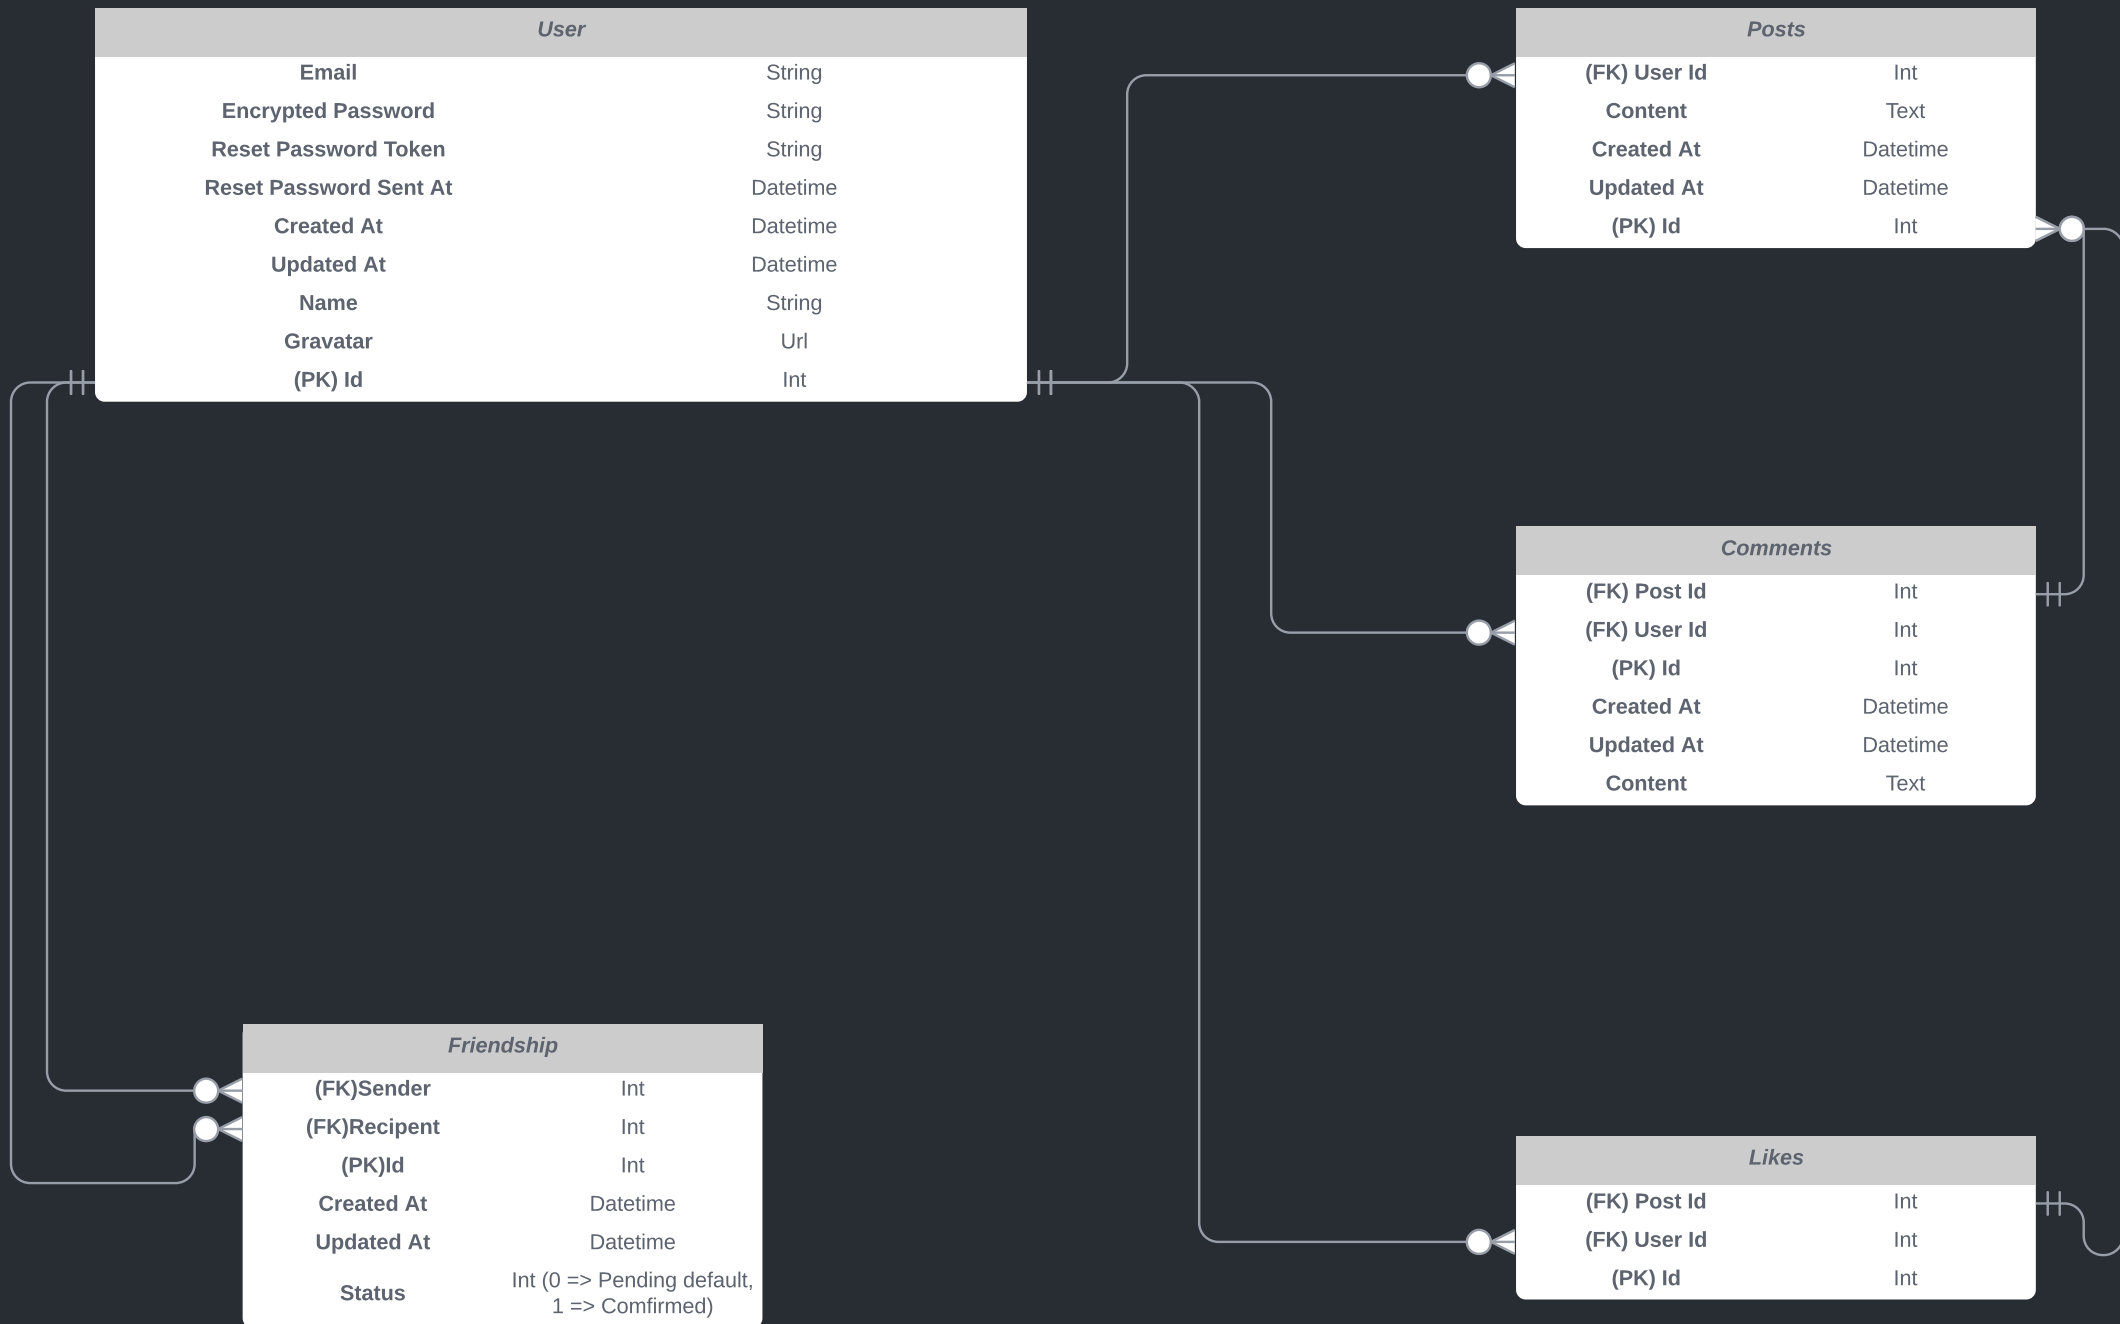 User
Email String
Encrypted Password String
Reset Password Token String
Reset Password Sent At Datetime
Created At Datetime
Updated At Datetime
Name String
Gravatar Url
(PK) Id Int
Posts
(FK) User Id Int
Content Text
Created At Datetime
Updated At Datetime
(PK) Id Int
Comments
(FK) Post Id Int
(FK) User Id Int
(PK) Id Int
Created At Datetime
Updated At Datetime
Content Text
Friendship
(FK)Sender Int
(FK)Recipent Int
(PK)Id Int
Created At Datetime
Updated At Datetime
Status Int (0 => Pending default,
1 => Comfirmed)
Likes
(FK) Post Id Int
(FK) User Id Int
(PK) Id Int